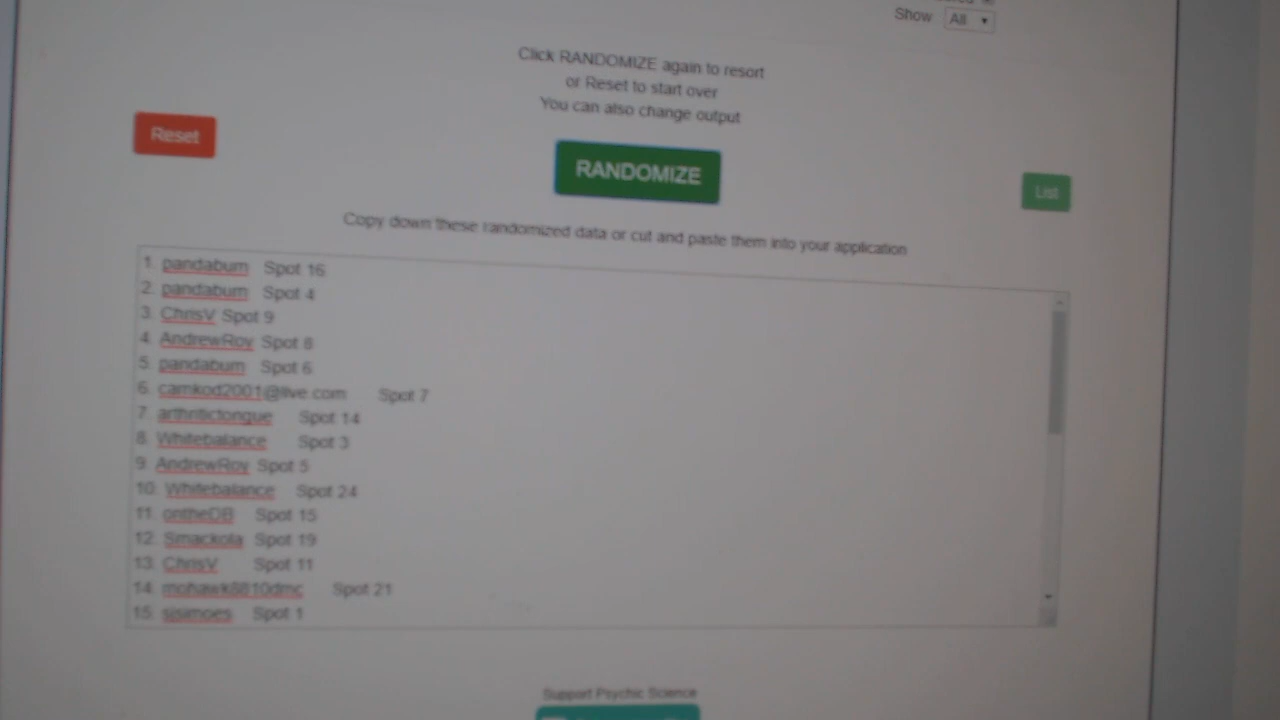 Show All
Click RANDOMIZE again to resort
or Reset to start over
You can also change output
Reset
RANDOMIZE
List
Copy down these randomized data or cut and paste them into your application
1. pandabum Spot 16
2. pandabum Spot 4
3. ChrisV Spot 9
4. AndrewRoy Spot 8
5. pandabum Spot 6
6. camkod2001@live.com Spot 7
7. arthritictongue Spot 14
8. Whitebalance Spot 3
9. AndrewRoy Spot 5
10. Whitebalance Spot 24
11. ontheDB Spot 15
12. Smackola Spot 19
13. ChrisV Spot 11
14. mohawk8810dmc Spot 21
15. sjsimoes Spot 1
Support Psychic Science